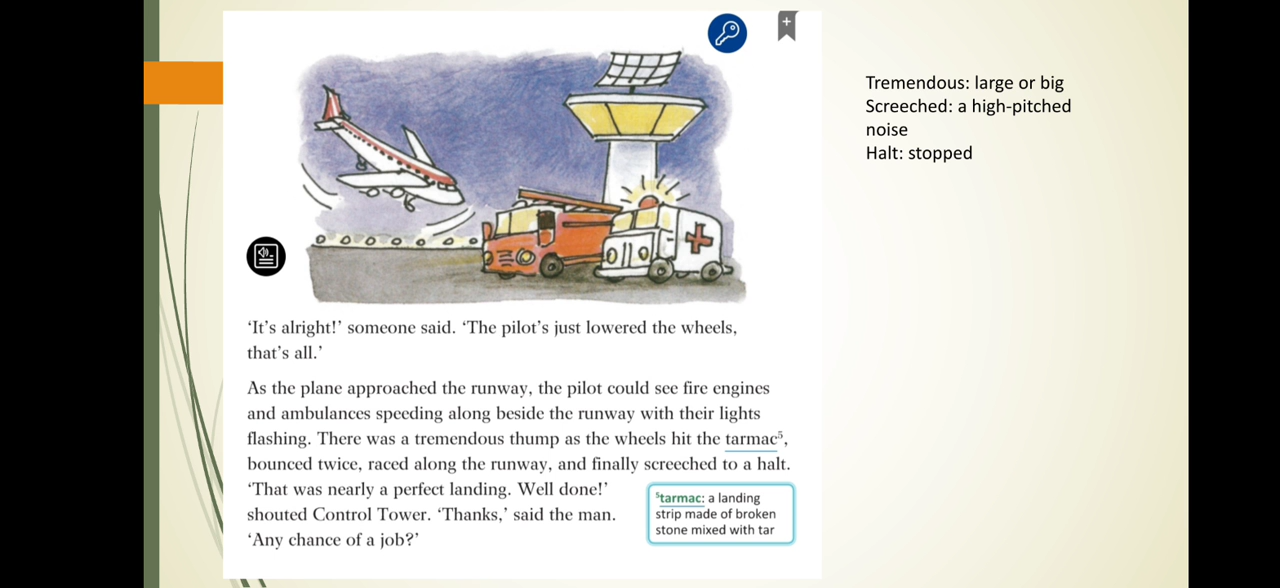 ‘It’s alright!’ someone said. ‘The pilot’s just lowered the wheels,
that’s all.’
As the plane approached the runway, the pilot could see fire engines
and ambulances speeding along beside the runway with their lights
flashing. There was a tremendous thump as the wheels hit the tarmac⁵,
bounced twice, raced along the runway, and finally screeched to a halt.
‘That was nearly a perfect landing. Well done!’
shouted Control Tower. ‘Thanks,’ said the man.
‘Any chance of a job?’
⁵tarmac: a landing
strip made of broken
stone mixed with tar
Tremendous: large or big
Screeched: a high-pitched
noise
Halt: stopped